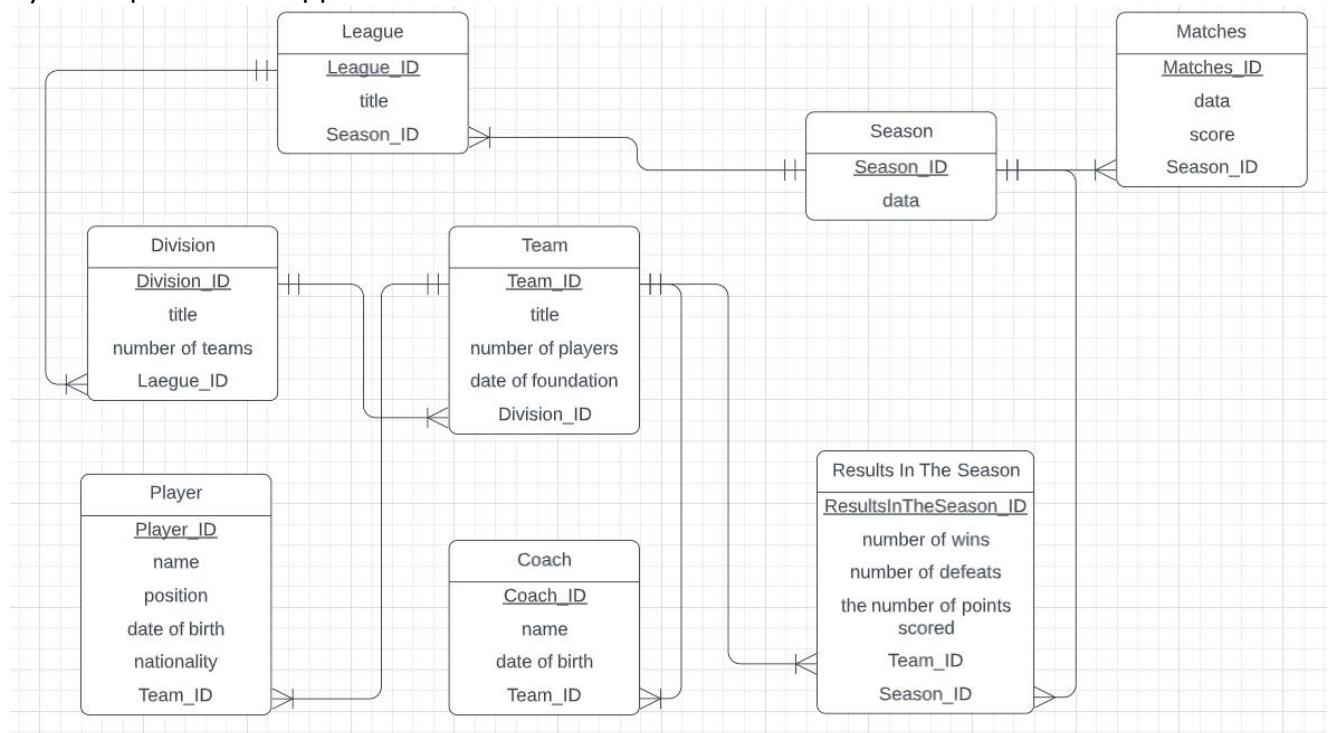 League
League_ID
title
Season_ID
Matches
Matches_ID
data
score
Season_ID
Season
Season_ID
data
Division
Division_ID
title
number of teams
Laegue_ID
Team
Team_ID
title
number of players
date of foundation
Division_ID
Player
Player_ID
name
position
date of birth
nationality
Team_ID
Coach
Coach_ID
name
date of birth
Team_ID
Results In The Season
ResultsInTheSeason_ID
number of wins
number of defeats
the number of points
scored
Team_ID
Season_ID